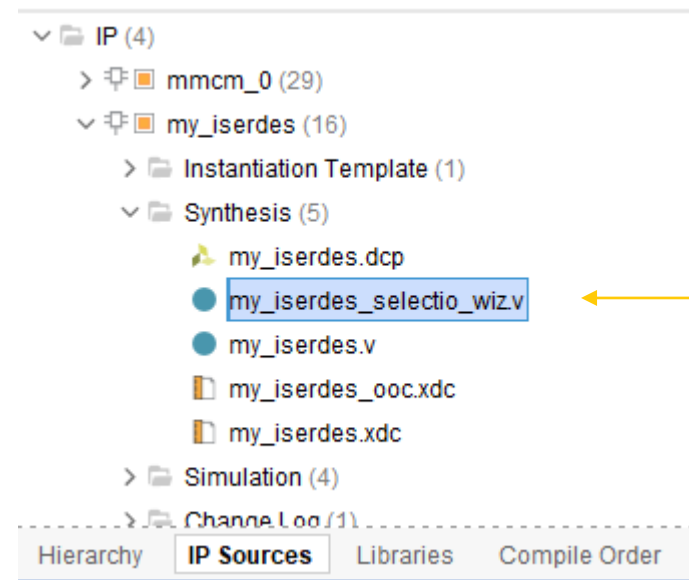 IP (4)
mmcm_0 (29)
my_iserdes (16)
Instantiation Template (1)
Synthesis (5)
my_iserdes.dcp
my_iserdes_selectio_wiz.v
my_iserdes.v
my_iserdes_ooc.xdc
my_iserdes.xdc
Simulation (4)
Change Log (1)
Hierarchy IP Sources Libraries Compile Order